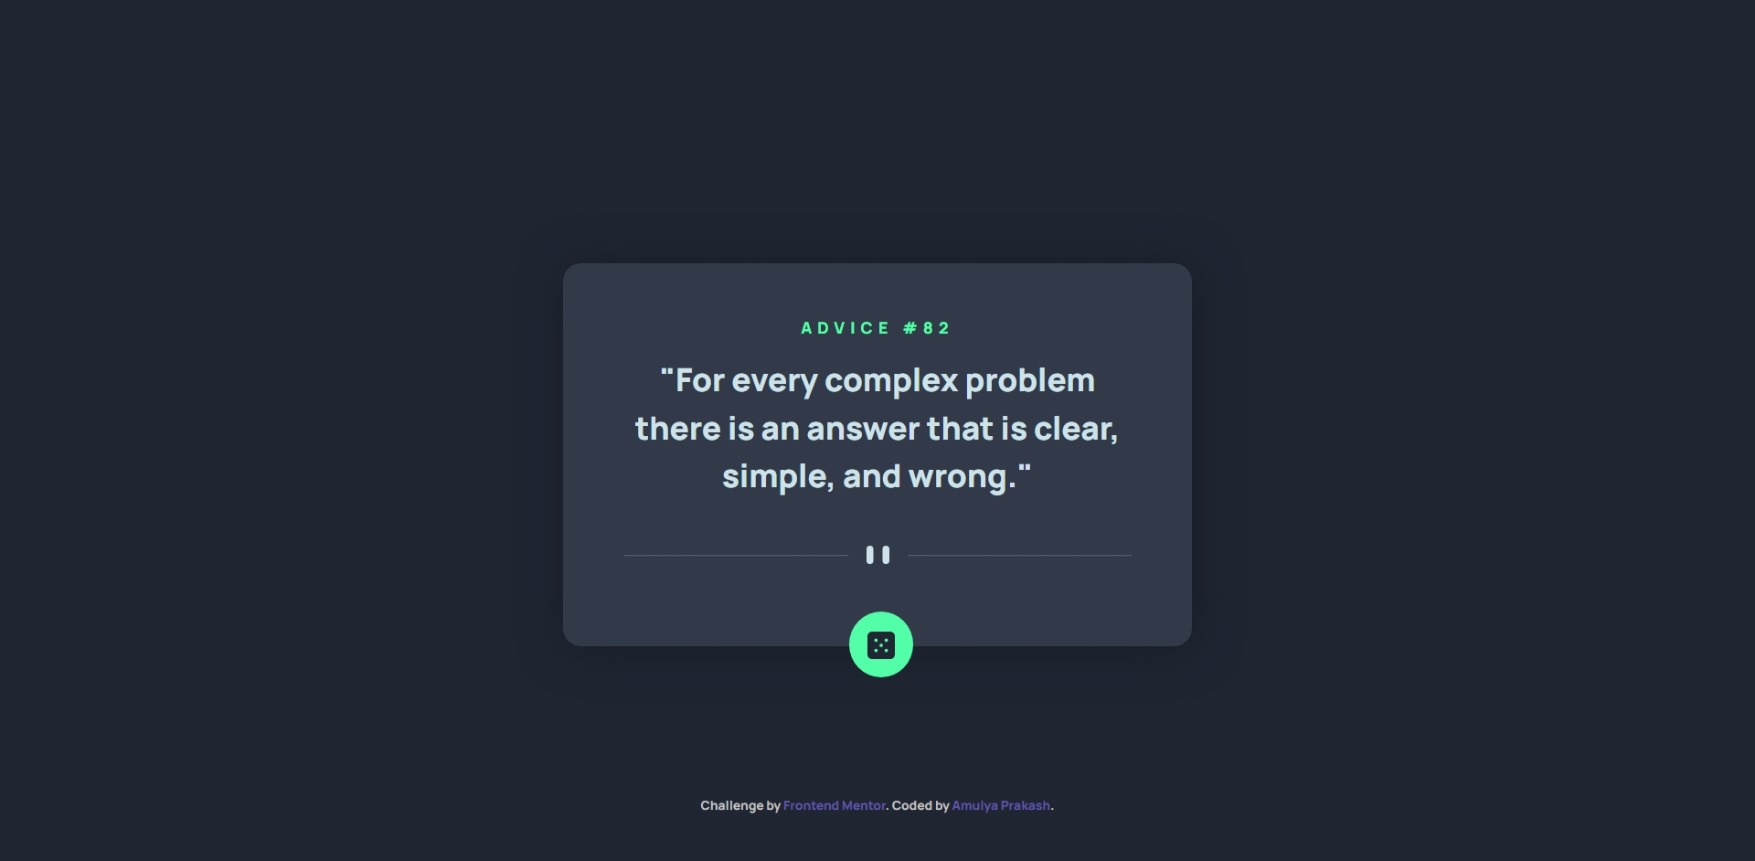 ADVICE #82
"For every complex problem
there is an answer that is clear,
simple, and wrong."
Challenge by Frontend Mentor. Coded by Amulya Prakash.